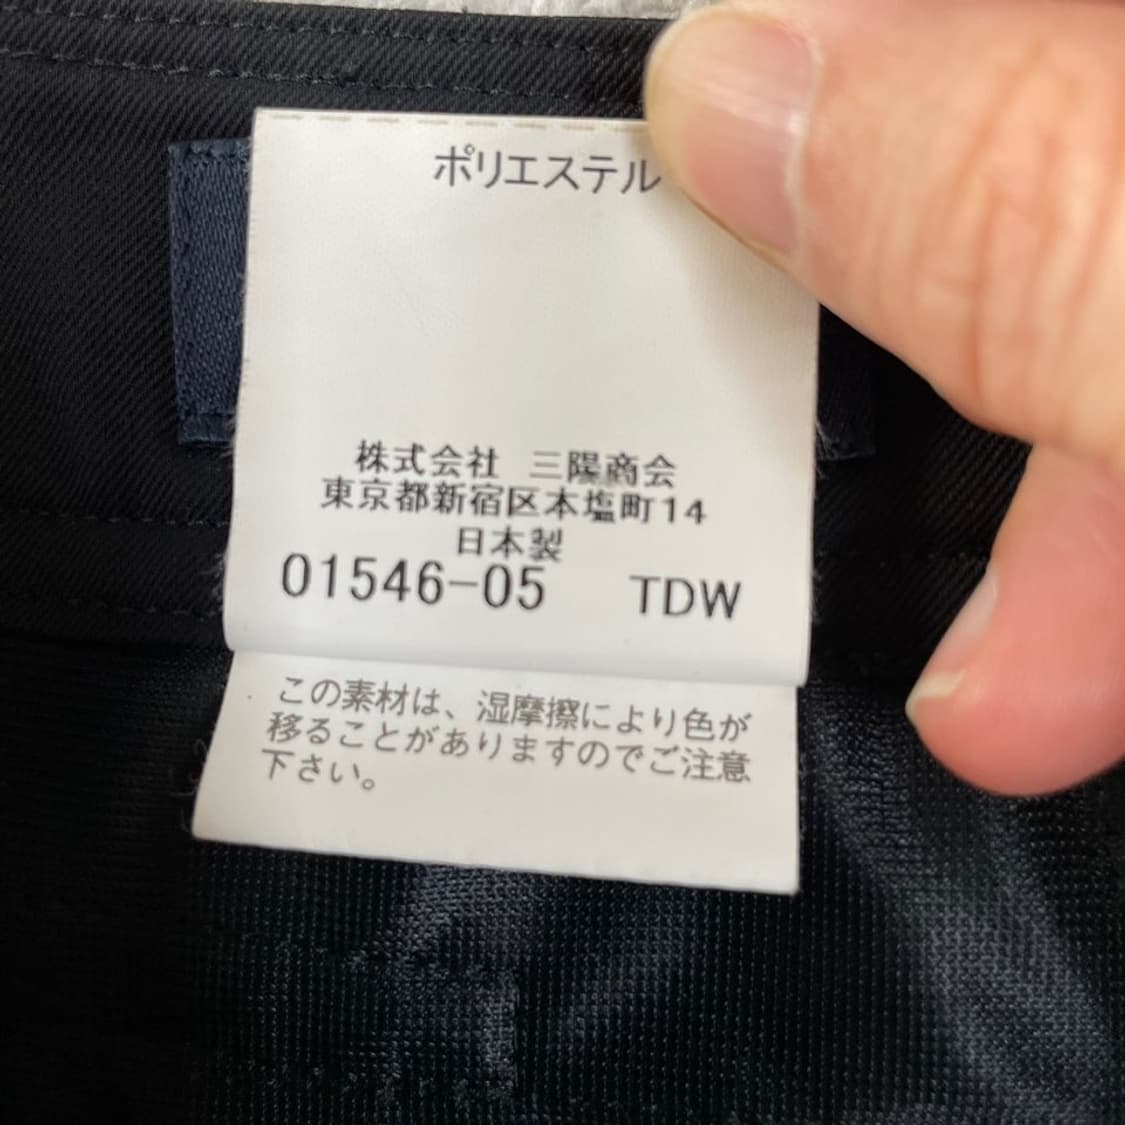 ポリエステル
株式会社 三陽商会
東京都新宿区本塩町14
日本製
01546-05 TDW
この素材は、湿摩擦により色が
移ることがありますのでご注意
下さい。